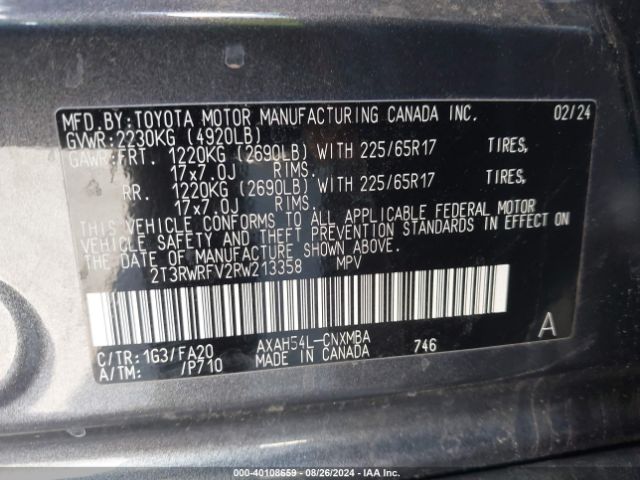 MFD.BY:TOYOTA MOTOR MANUFACTURING CANADA INC. 02/24
GVWR:2230KG (4920LB)
GAWR:FRT. 1220KG (2690LB) WITH 225/65R17 TIRES,
17x7.0J RIMS.
RR. 1220KG (2690LB) WITH 225/65R17 TIRES,
17x7.0J RIMS.
THIS VEHICLE CONFORMS TO ALL APPLICABLE FEDERAL MOTOR
VEHICLE SAFETY AND THEFT PREVENTION STANDARDS IN EFFECT ON
THE DATE OF MANUFACTURE SHOWN ABOVE.
2T3RWRFV2RW213358 MPV
C/TR:1G3/FA20 AXAH54L-CNXMBA 746 A
A/TM: /P710 MADE IN CANADA
000-40108659 - 08/26/2024 - IAA Inc.